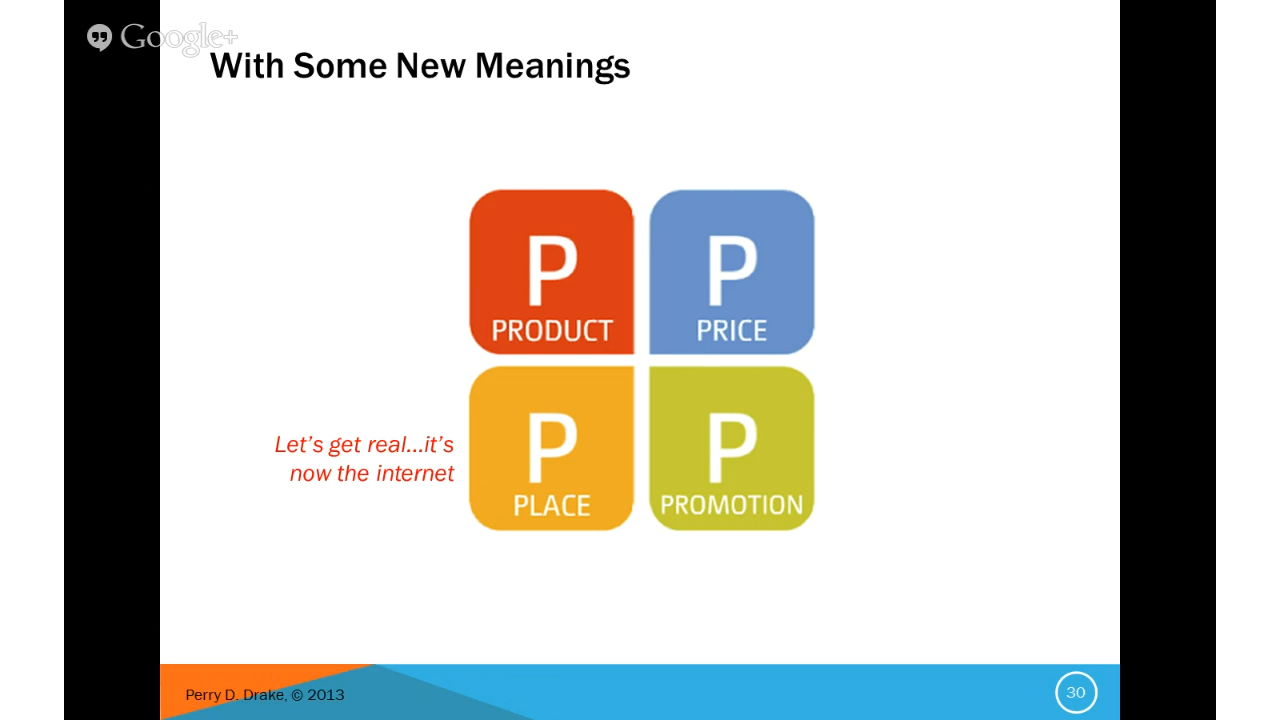 Google+
With Some New Meanings
P
PRODUCT
P
PRICE
Let's get real...it's
now the internet
P
PLACE
P
PROMOTION
Perry D. Drake, © 2013
30